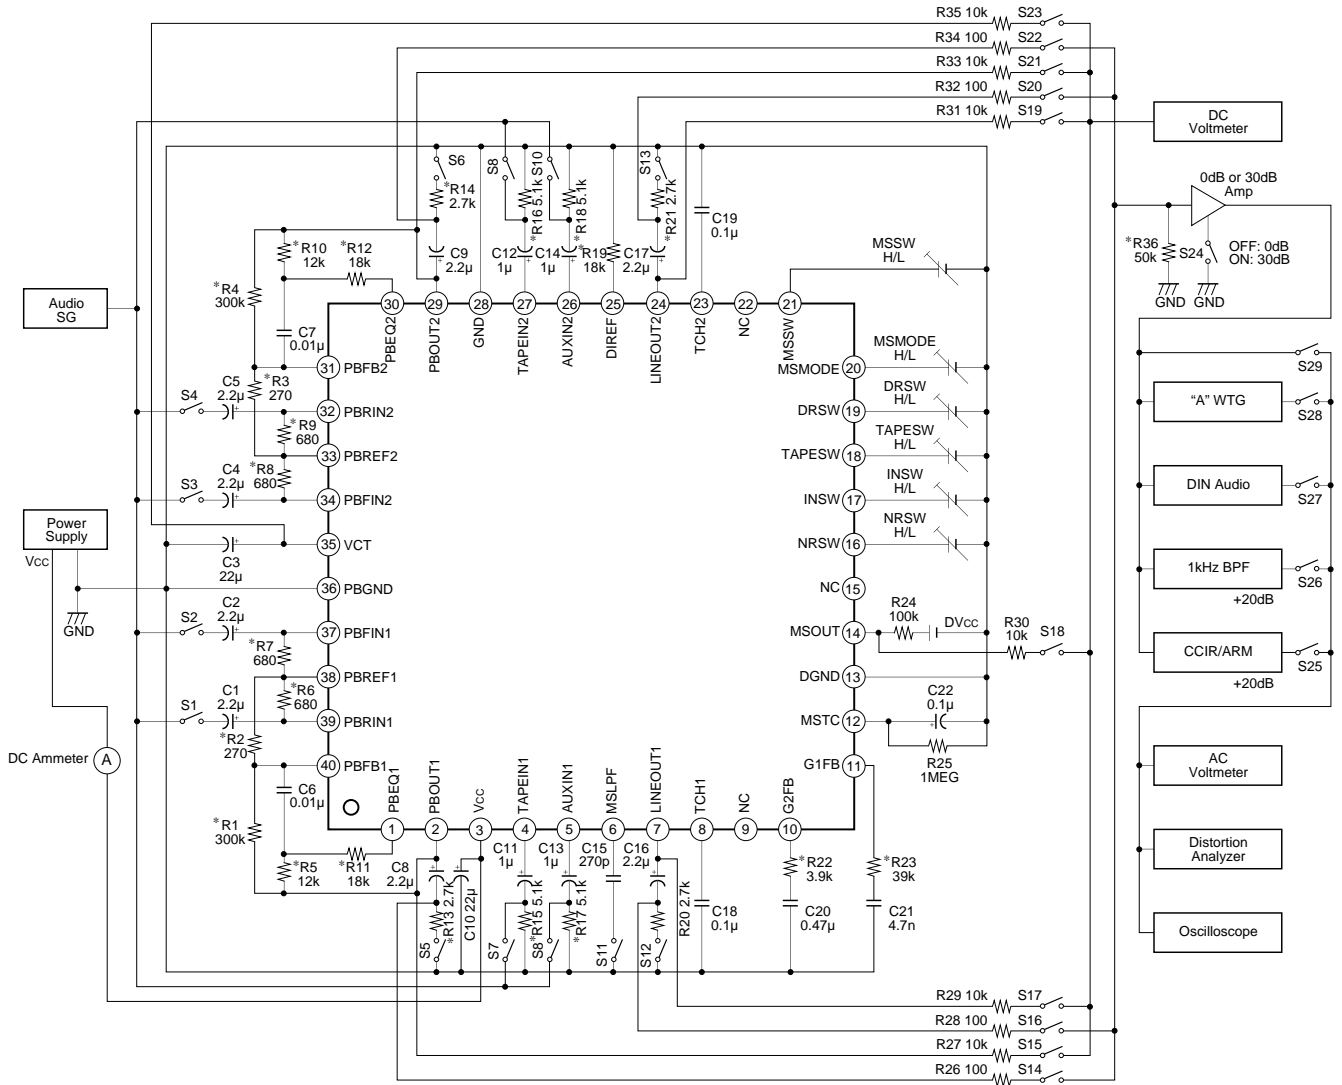 R35 10k S23
R34 100 S22
R33 10k S21
R32 100 S20
R31 10k S19
DC
Voltmeter
S6
*R14
2.7k
S8
*R16 5.1k
S10
*R18 5.1k
S13
*R21 2.7k
C19
0.1μ
0dB or 30dB
Amp
*R36
50k
S24
OFF: 0dB
ON: 30dB
GND
GND
*R10
12k
*R12
18k
C9
2.2μ
C12
1μ
C14
1μ
R19
18k
C17
2.2μ
MSSW
H/L
*R4
300k
Audio
SG
C7
0.01μ
30
29
28
27
26
25
24
23
22
21
PBEQ2
PBOUT2
GND
TAPEIN2
AUXIN2
DIREF
LINEOUT2
TCH2
NC
MSSW
31 PBFB2
MSMODE 20
MSMODE
H/L
S29
C5
2.2μ
S4
*R3
270
32 PBRIN2
*R9
680
DRSW 19
DRSW
H/L
"A" WTG
S28
33 PBREF2
TAPESW 18
TAPESW
H/L
C4
2.2μ
S3
*R8
680
34 PBFIN2
INSW 17
INSW
H/L
DIN Audio
S27
Power
Supply
Vcc
35 VCT
C3
22μ
NRSW 16
NRSW
H/L
1kHz BPF
S26
+20dB
36 PBGND
NC 15
GND
C2
2.2μ
S2
37 PBFIN1
*R7
680
MSOUT 14
R24
100k
DVcc
R30
10k
S18
CCIR/ARM
S25
+20dB
38 PBREF1
DGND 13
C1
2.2μ
S1
*R6
680
39 PBRIN1
*R2
270
MSTC 12
C22
0.1μ
R25
1MEG
DC Ammeter A
40 PBFB1
G1FB 11
AC
Voltmeter
C6
0.01μ
PBEQ1
PBOUT1
Vcc
TAPEIN1
AUXIN1
MSLPF
LINEOUT1
TCH1
NC
G2FB
1
2
3
4
5
6
7
8
9
10
*R1
300k
*R5
12k
*R11
18k
C8
2.2μ
*R13 2.7k
C10 22μ
C11
1μ
*R15 5.1k
C13
1μ
*R17 5.1k
C15
270p
C16
2.2μ
R20 2.7k
*R22
3.9k
*R23
39k
Distortion
Analyzer
S5
S7
S8
S11
S12
C18
0.1μ
C20
0.47μ
C21
4.7n
Oscilloscope
R29 10k S17
R28 100 S16
R27 10k S15
R26 100 S14